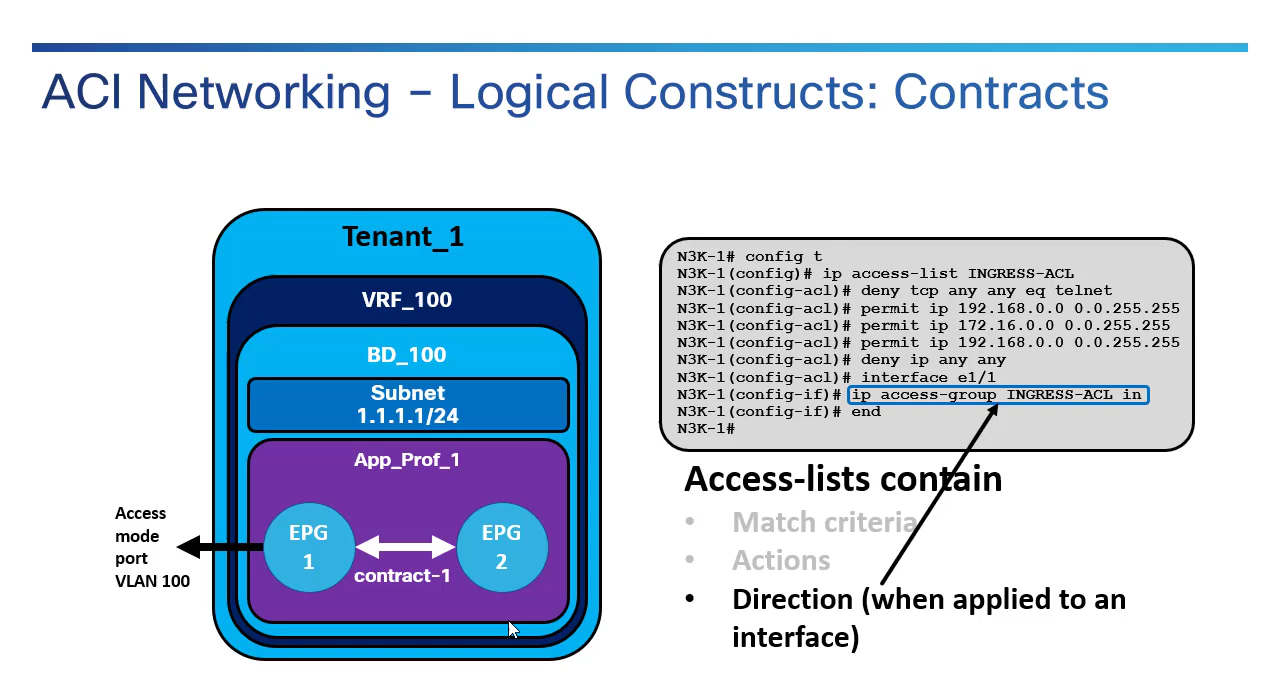 ACI Networking – Logical Constructs: Contracts
Tenant_1
VRF_100
BD_100
Subnet
1.1.1.1/24
App_Prof_1
EPG
1
EPG
2
contract-1
Access
mode
port
VLAN 100
N3K-1# config t
N3K-1(config)# ip access-list INGRESS-ACL
N3K-1(config-acl)# deny tcp any any eq telnet
N3K-1(config-acl)# permit ip 192.168.0.0 0.0.255.255
N3K-1(config-acl)# permit ip 172.16.0.0 0.0.255.255
N3K-1(config-acl)# permit ip 192.168.0.0 0.0.255.255
N3K-1(config-acl)# deny ip any any
N3K-1(config-acl)# interface e1/1
N3K-1(config-if)# ip access-group INGRESS-ACL in
N3K-1(config-if)# end
N3K-1#
Access-lists contain
• Match criteria
• Actions
• Direction (when applied to an
interface)